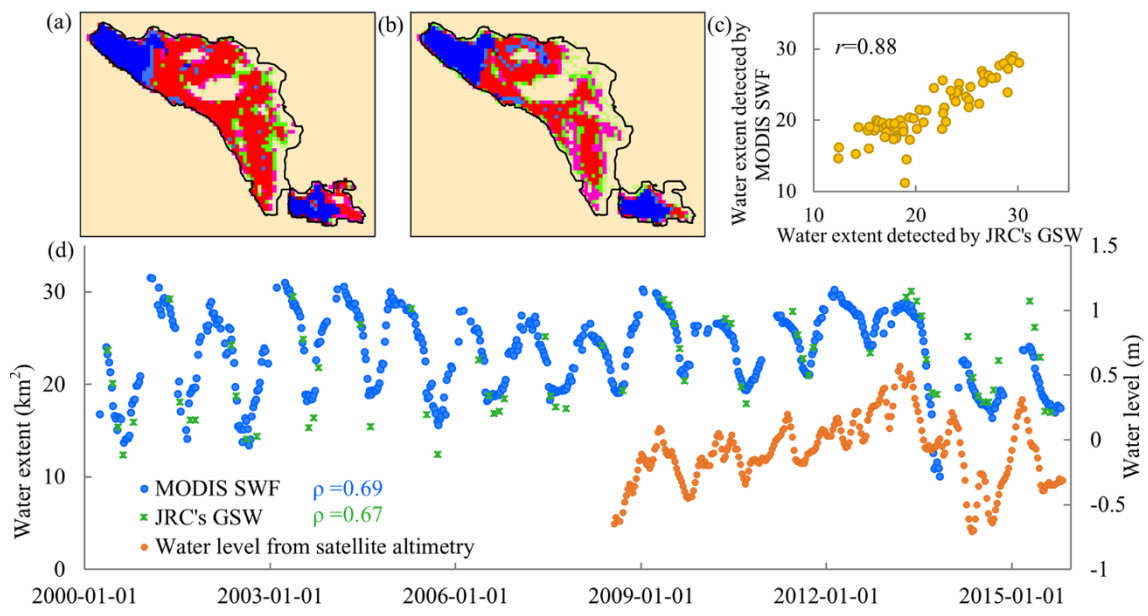 (a)
(b)
(c)
Water extent detected by
MODIS SWF
30
20
10
r=0.88
10
20
30
Water extent detected by JRC's GSW
(d)
Water extent (km²)
30
20
10
0
1.5
1
0.5
0
-0.5
-1
Water level (m)
MODIS SWF ρ =0.69
JRC's GSW ρ =0.67
Water level from satellite altimetry
2000-01-01
2003-01-01
2006-01-01
2009-01-01
2012-01-01
2015-01-01